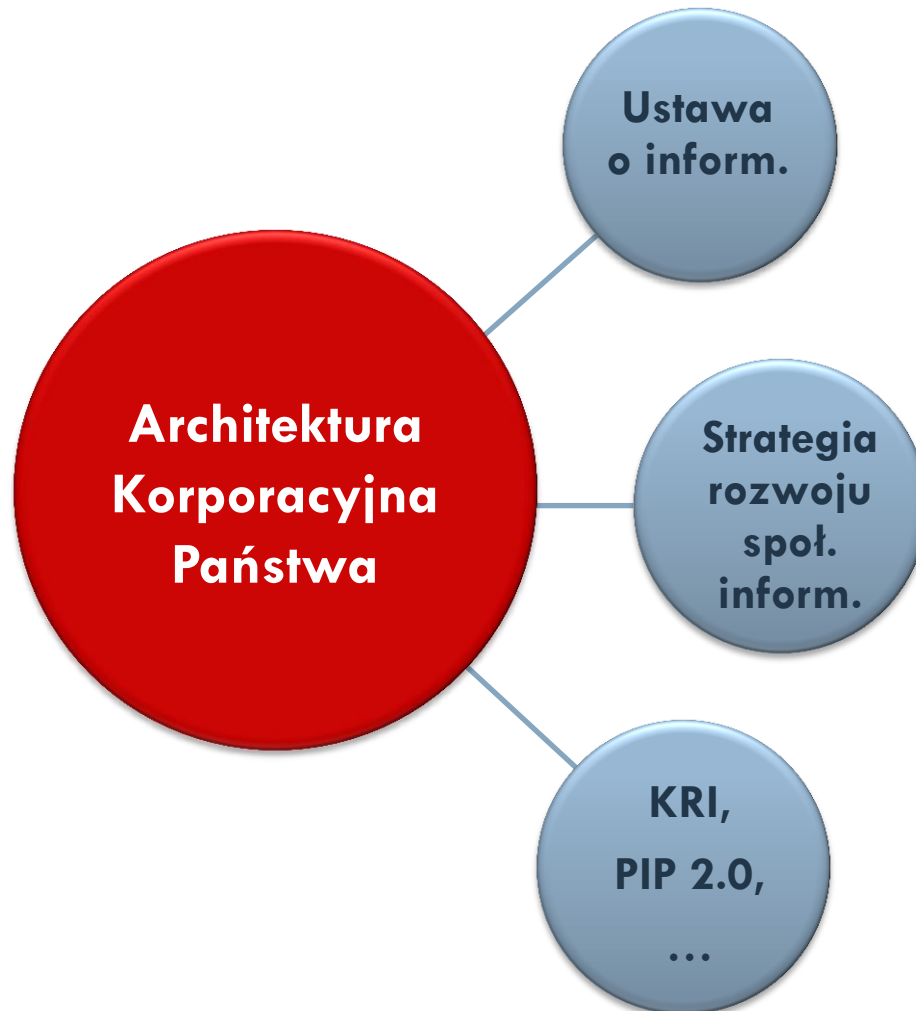 Ustawa
o inform.
Architektura
Korporacyjna
Państwa
Strategia
rozwoju
społ.
inform.
KRI,
PIP 2.0,
...